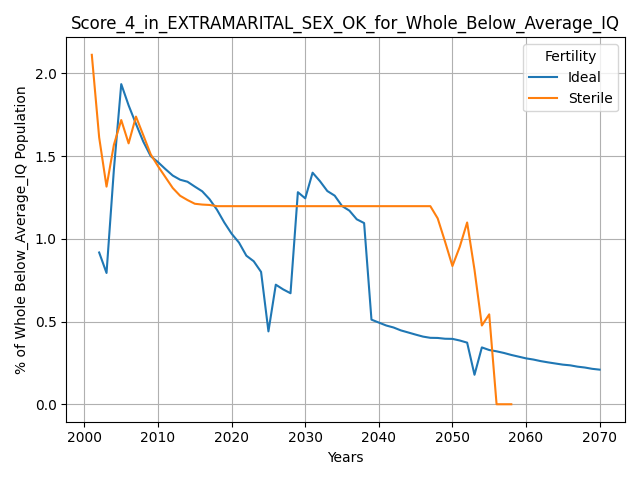 Score_4_in_EXTRAMARITAL_SEX_OK_for_Whole_Below_Average_IQ
Fertility
Ideal
Sterile
% of Whole Below_Average_IQ Population
2.0
1.5
1.0
0.5
0.0
2000 2010 2020 2030 2040 2050 2060 2070
Years